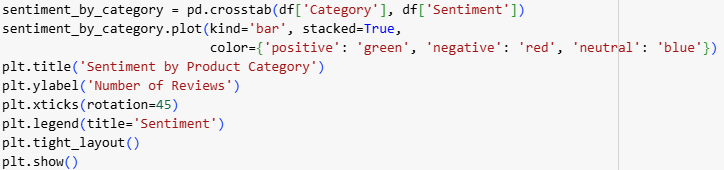 sentiment_by_category = pd.crosstab(df['Category'], df['Sentiment'])
sentiment_by_category.plot(kind='bar', stacked=True,
                           color={'positive': 'green', 'negative': 'red', 'neutral': 'blue'})
plt.title('Sentiment by Product Category')
plt.ylabel('Number of Reviews')
plt.xticks(rotation=45)
plt.legend(title='Sentiment')
plt.tight_layout()
plt.show()